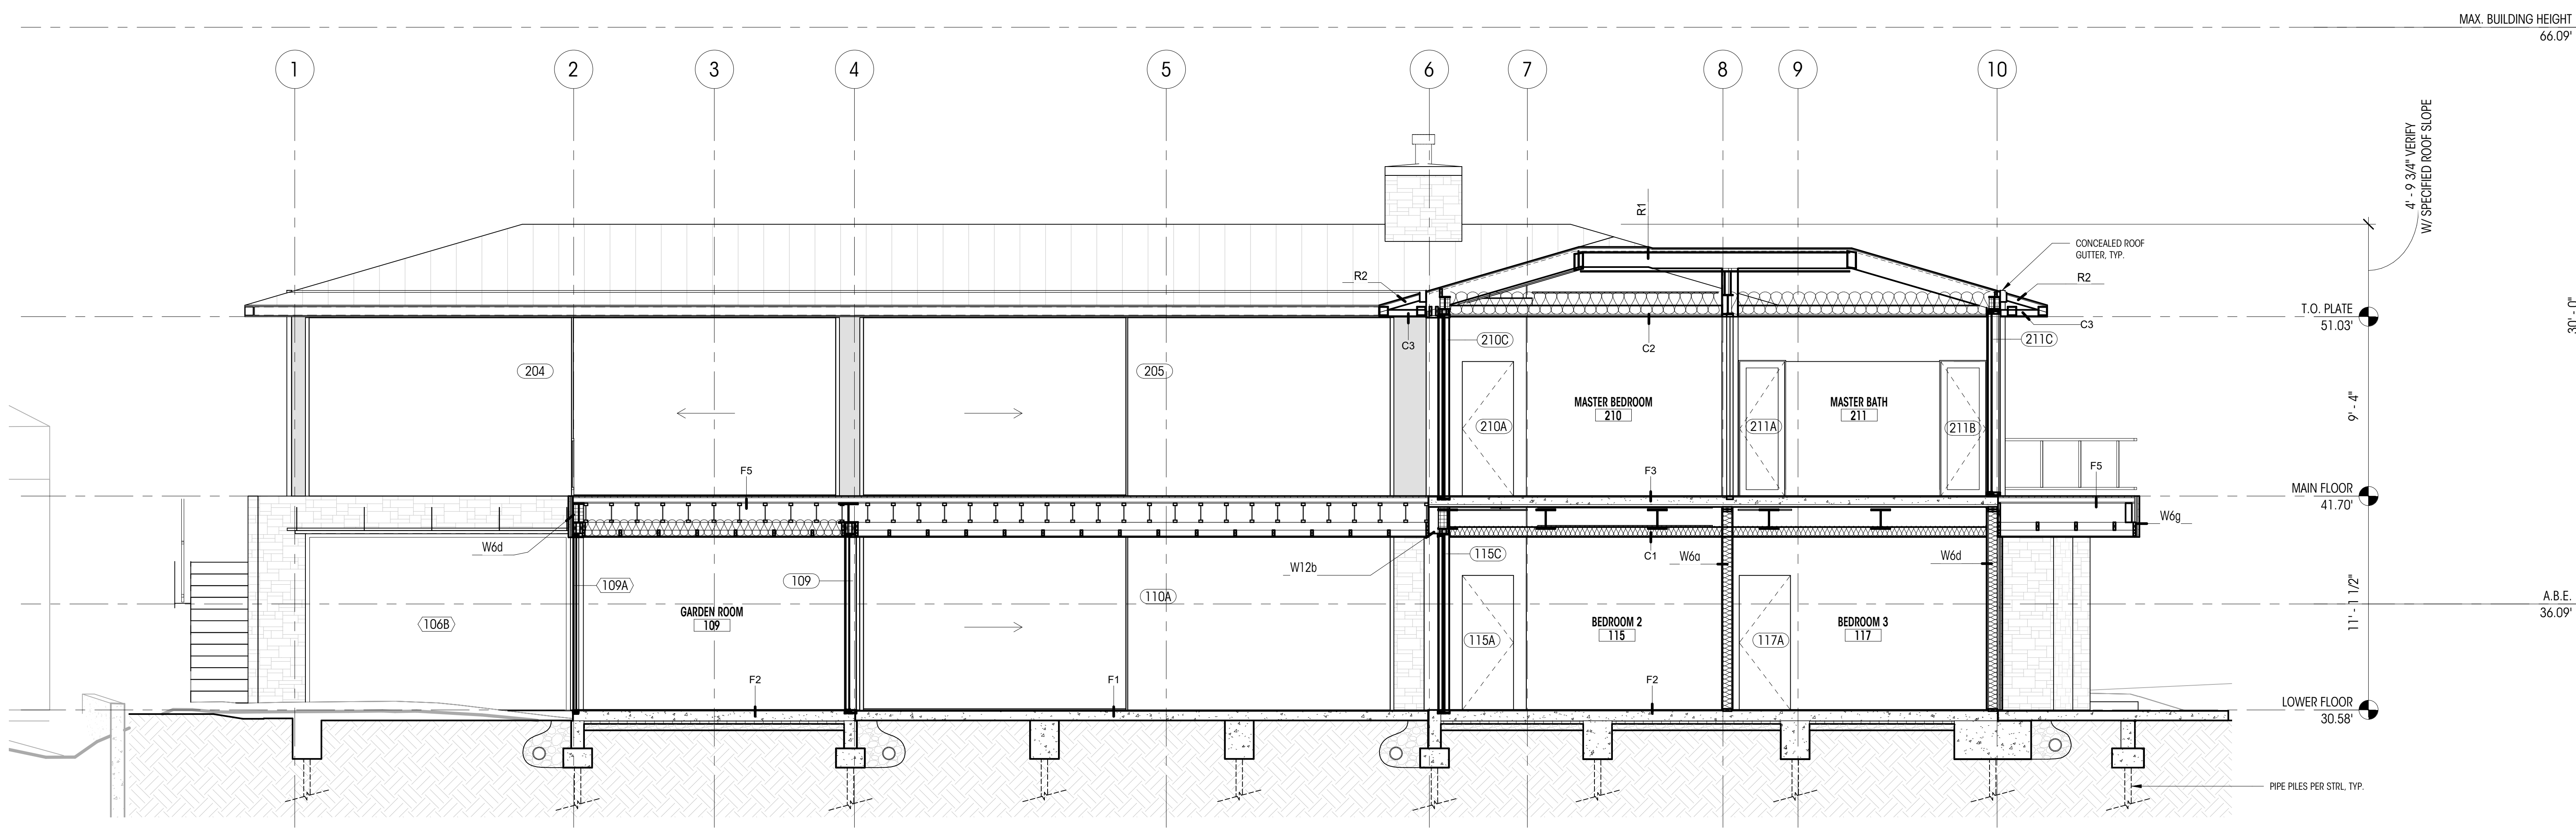 MAX. BUILDING HEIGHT
66.09'
1
2
3
4
5
6
7
8
9
10
4' - 9 3/4" VERIFY
W/ SPECIFIED ROOF SLOPE
R1
CONCEALED ROOF
GUTTER, TYP.
R2
R2
T.O. PLATE
51.03'
30' - 0"
C3
C2
C3
210C
211C
204
205
MASTER BEDROOM
210
MASTER BATH
211
9' - 4"
210A
211A
211B
F5
F3
F5
MAIN FLOOR
41.70'
W6g
W6d
W12b
115C
C1
W6a
W6d
109A
109
110A
A.B.E.
36.09'
11' - 1 1/2"
106B
GARDEN ROOM
109
BEDROOM 2
115
BEDROOM 3
117
115A
117A
F2
F1
F2
LOWER FLOOR
30.58'
PIPE PILES PER STRL, TYP.